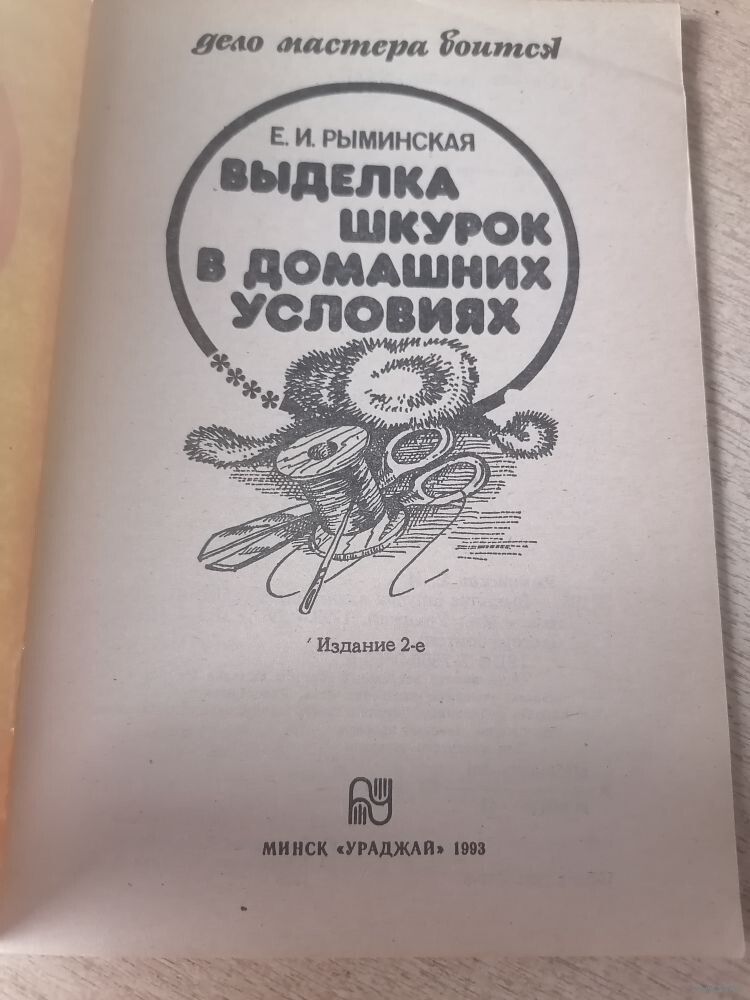 дело мастера боится
Е. И. РЫМИНСКАЯ
ВЫДЕЛКА
ШКУРОК
В ДОМАШНИХ
УСЛОВИЯХ
Издание 2-е
МИНСК «УРАДЖАЙ» 1993